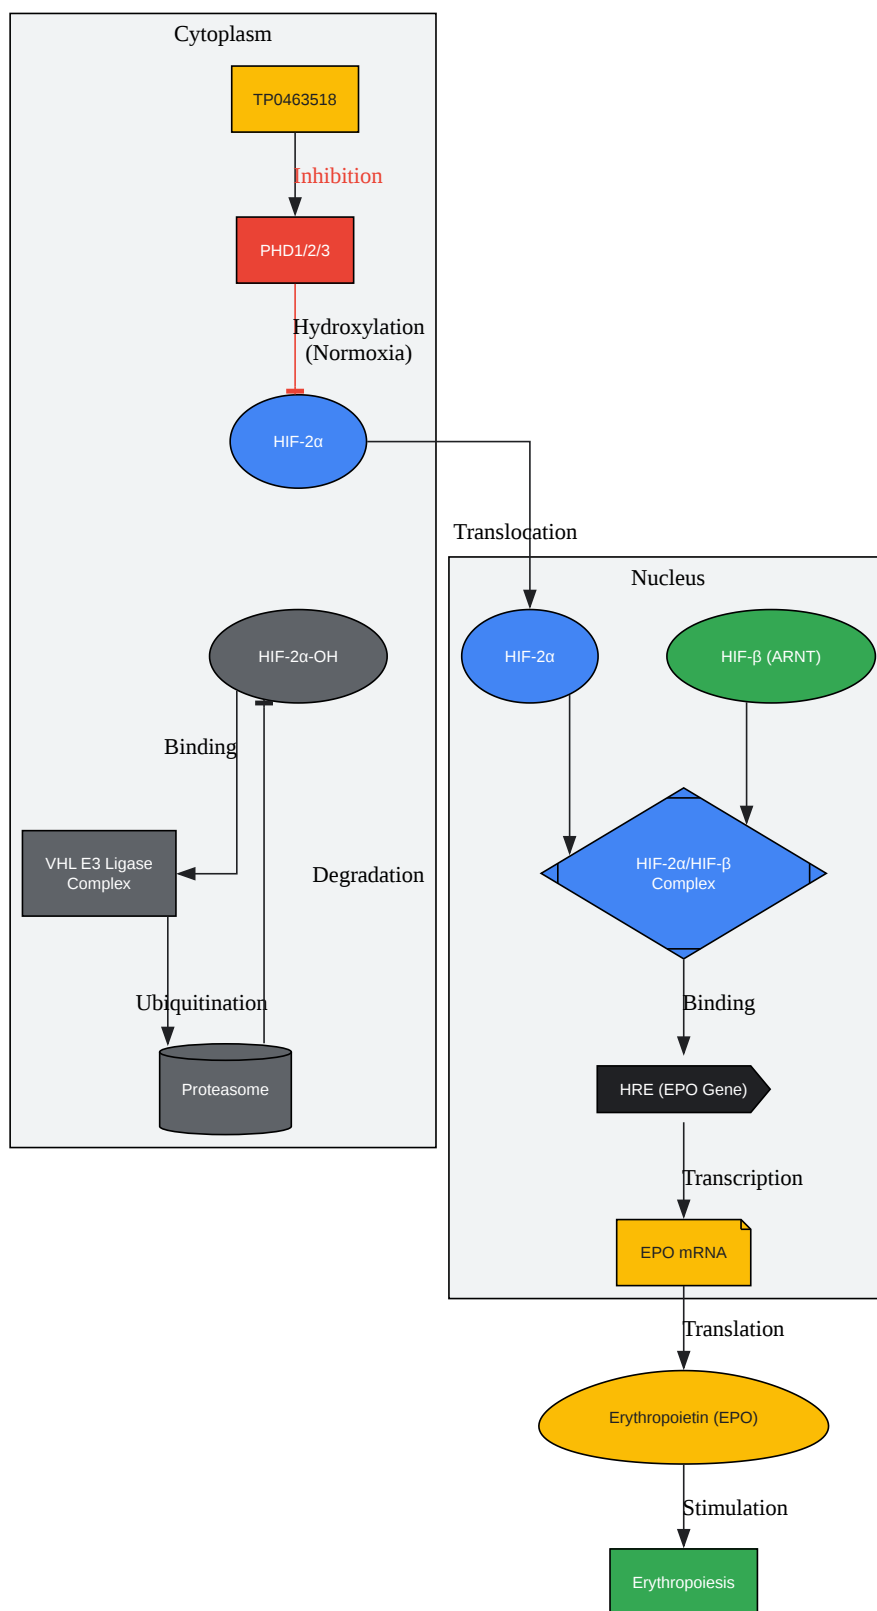 Cytoplasm
TP0463518
Inhibition
PHD1/2/3
Hydroxylation
(Normoxia)
HIF-2α
Translocation
Nucleus
HIF-2α-OH
HIF-2α
HIF-β (ARNT)
Binding
VHL E3 Ligase
Complex
Degradation
HIF-2α/HIF-β
Complex
Ubiquitination
Binding
Proteasome
HRE (EPO Gene)
Transcription
EPO mRNA
Translation
Erythropoietin (EPO)
Stimulation
Erythropoiesis